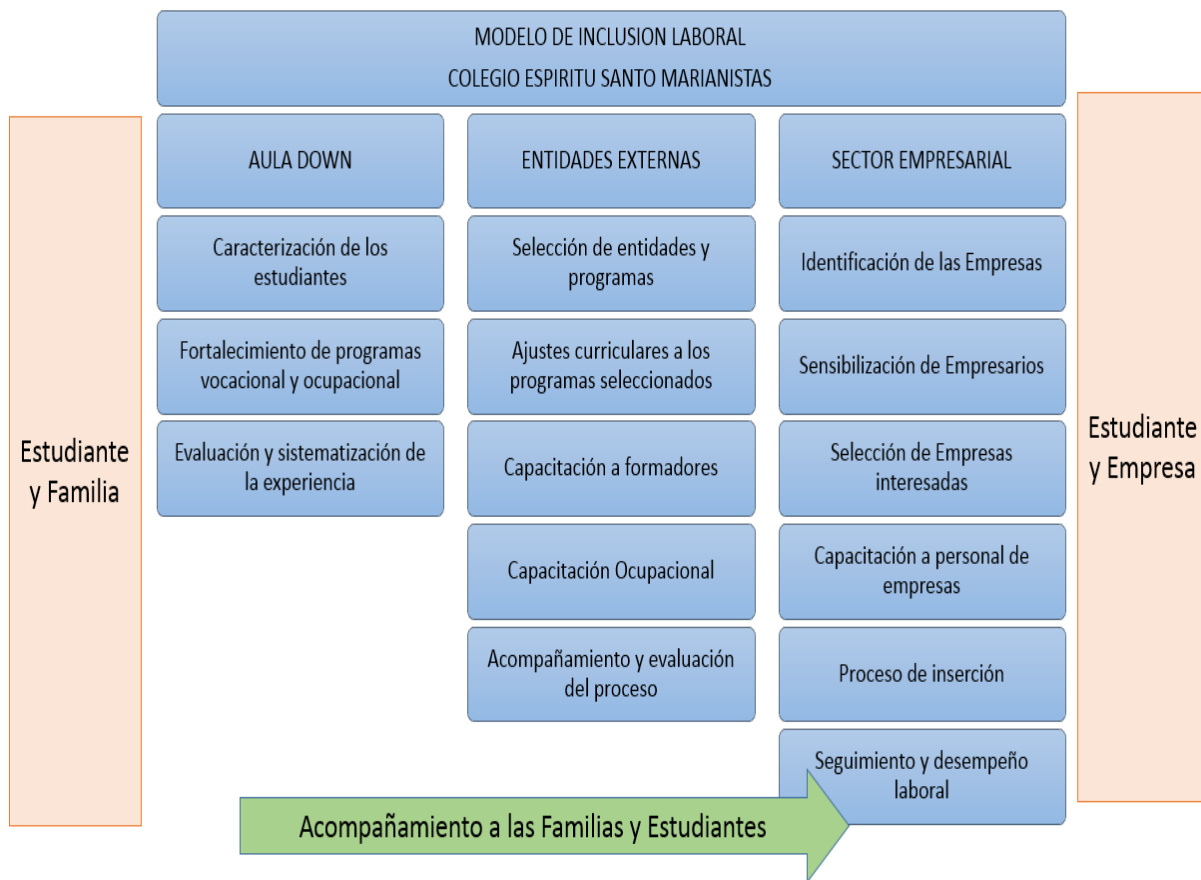 MODELO DE INCLUSION LABORAL
COLEGIO ESPIRITU SANTO MARIANISTAS
Estudiante
y Familia
AULA DOWN
Caracterización de los
estudiantes
Fortalecimiento de programas
vocacional y ocupacional
Evaluación y sistematización de
la experiencia
ENTIDADES EXTERNAS
Selección de entidades y
programas
Ajustes curriculares a los
programas seleccionados
Capacitación a formadores
Capacitación Ocupacional
Acompañamiento y evaluación
del proceso
SECTOR EMPRESARIAL
Identificación de las Empresas
Sensibilización de Empresarios
Selección de Empresas
interesadas
Capacitación a personal de
empresas
Proceso de inserción
Seguimiento y desempeño
laboral
Estudiante
y Empresa
Acompañamiento a las Familias y Estudiantes